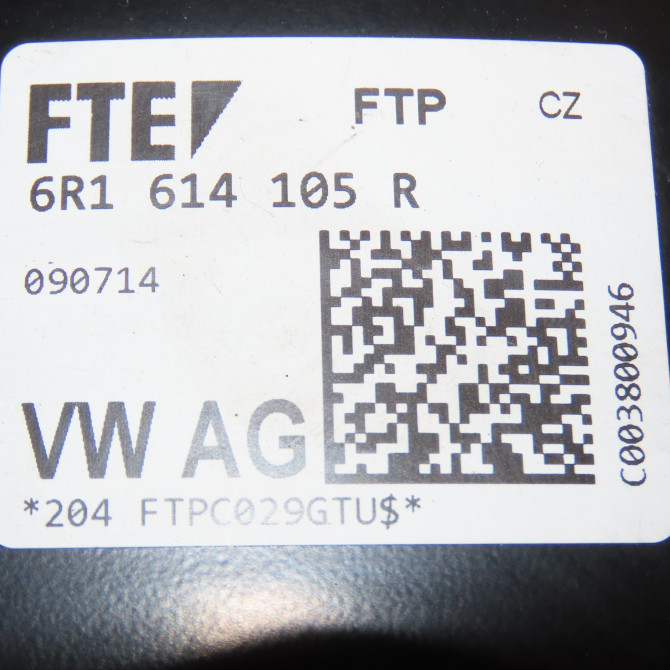 FTE FTP CZ
6R1 614 105 R
090714
C003800946
VW AG
*204 FTPC029GTU$*